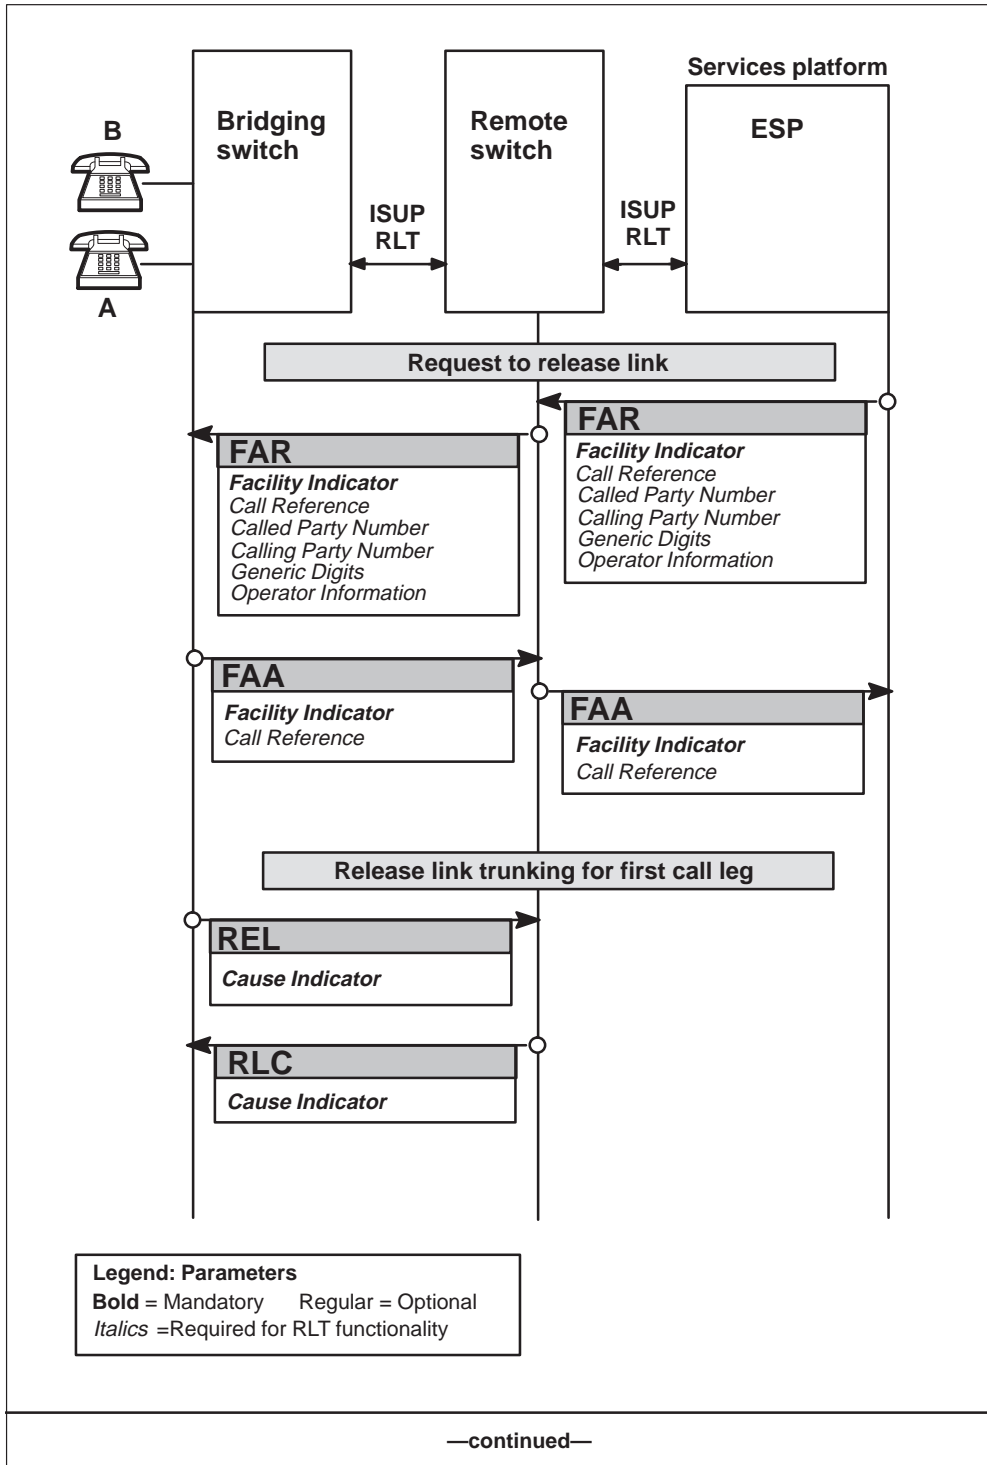 Services platform
Bridging
switch
Remote
switch
ESP
B
A
ISUP
RLT
ISUP
RLT
Request to release link
FAR
Facility Indicator
Call Reference
Called Party Number
Calling Party Number
Generic Digits
Operator Information
FAR
Facility Indicator
Call Reference
Called Party Number
Calling Party Number
Generic Digits
Operator Information
FAA
Facility Indicator
Call Reference
FAA
Facility Indicator
Call Reference
Release link trunking for first call leg
REL
Cause Indicator
RLC
Cause Indicator
Legend: Parameters
Bold = Mandatory Regular = Optional
Italics =Required for RLT functionality
—continued—